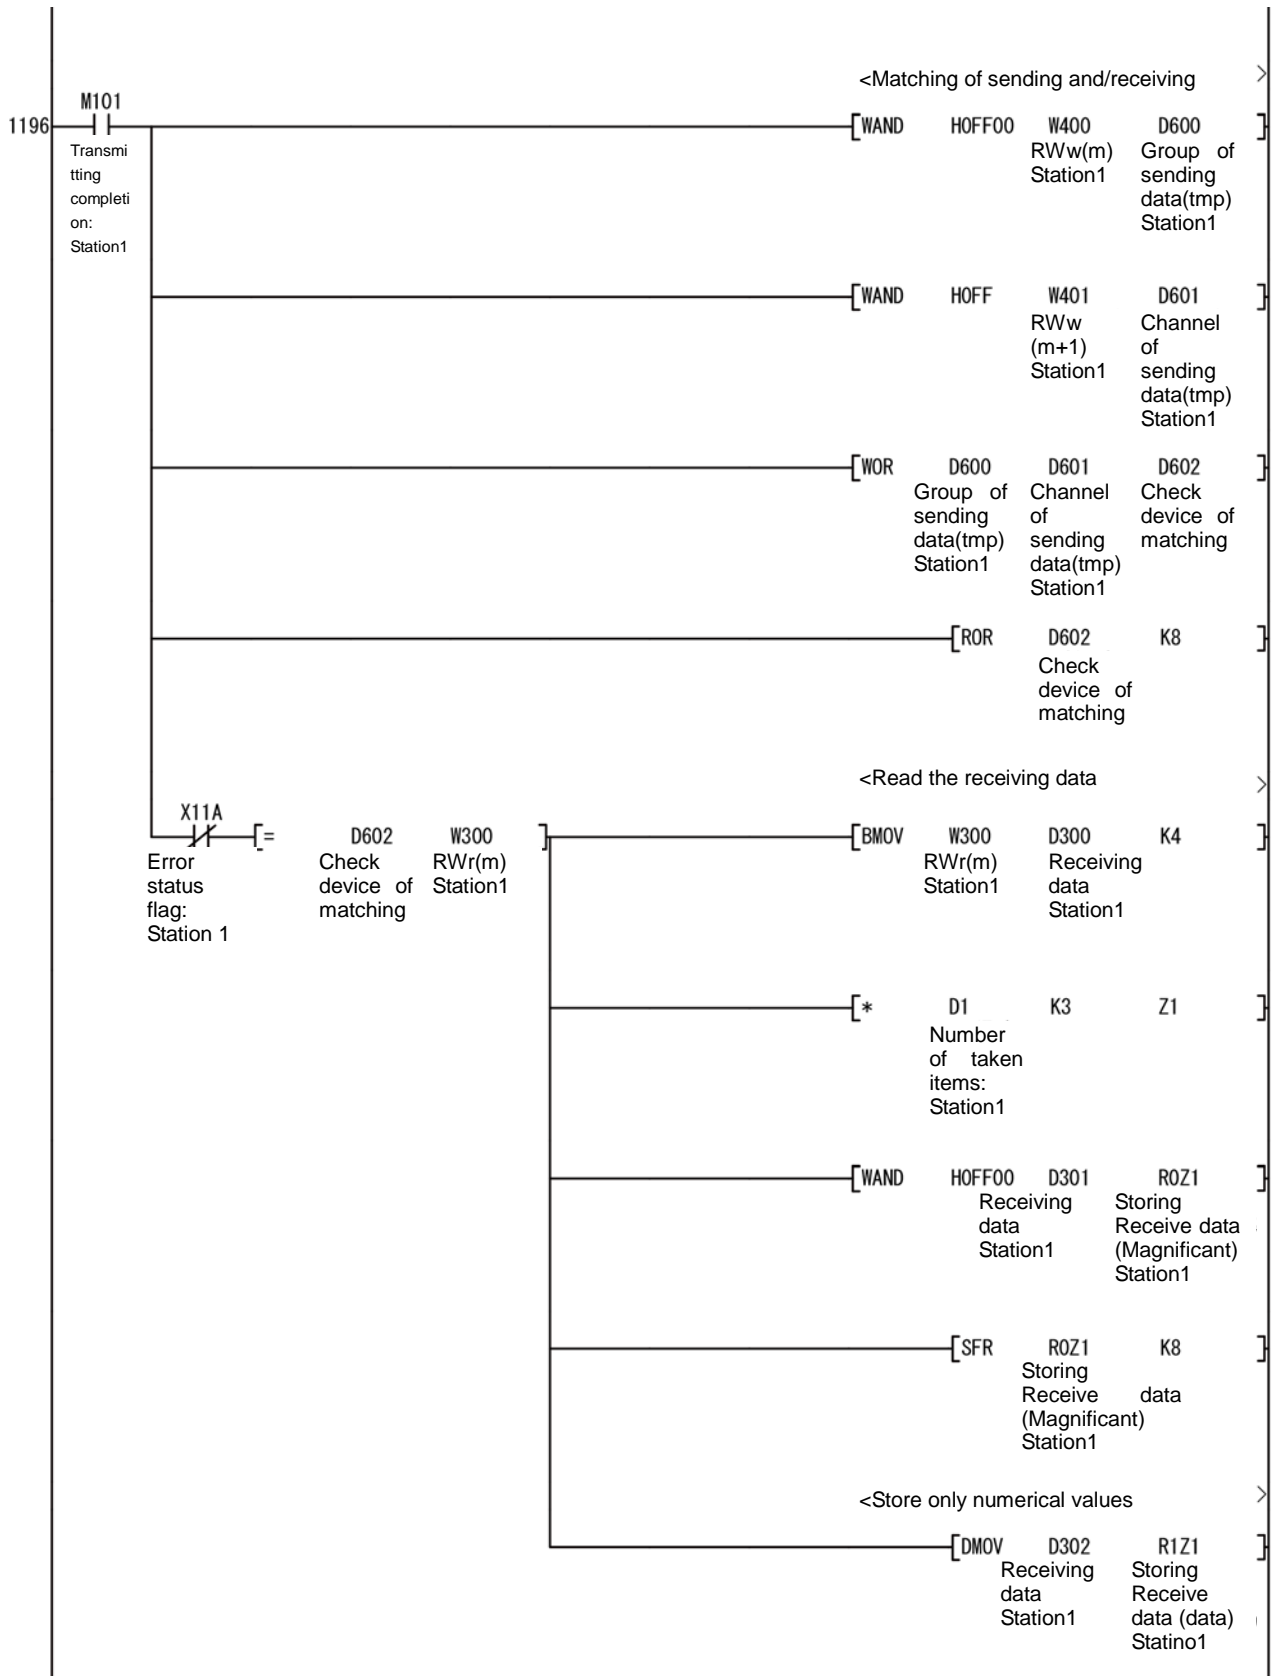 <Matching of sending and/receiving >
M101
1196
[WAND H0FF00 W400 D600 ]
Transmi
tting
completi
on:
Station1
RWw(m)
Station1
Group of
sending
data(tmp)
Station1
[WAND H0FF W401 D601 ]
RWw
(m+1)
Station1
Channel
of
sending
data(tmp)
Station1
[WOR D600 D601 D602 ]
Group of
sending
data(tmp)
Station1
Channel
of
sending
data(tmp)
Station1
Check
device of
matching
[ROR D602 K8 ]
Check
device of
matching
<Read the receiving data >
X11A
[= D602 W300 ]
[BMOV W300 D300 K4 ]
Error
status
flag:
Station 1
Check
device of
matching
RWr(m)
Station1
RWr(m)
Station1
Receiving
data
Station1
[* D1 K3 Z1 ]
Number
of taken
items:
Station1
[WAND H0FF00 D301 R0Z1 ]
Receiving
data
Station1
Storing
Receive data
(Magnificant)
Station1
[SFR R0Z1 K8 ]
Storing
Receive data
(Magnificant)
Station1
<Store only numerical values >
[DMOV D302 R1Z1 ]
Receiving
data
Station1
Storing
Receive
data (data)
Statino1